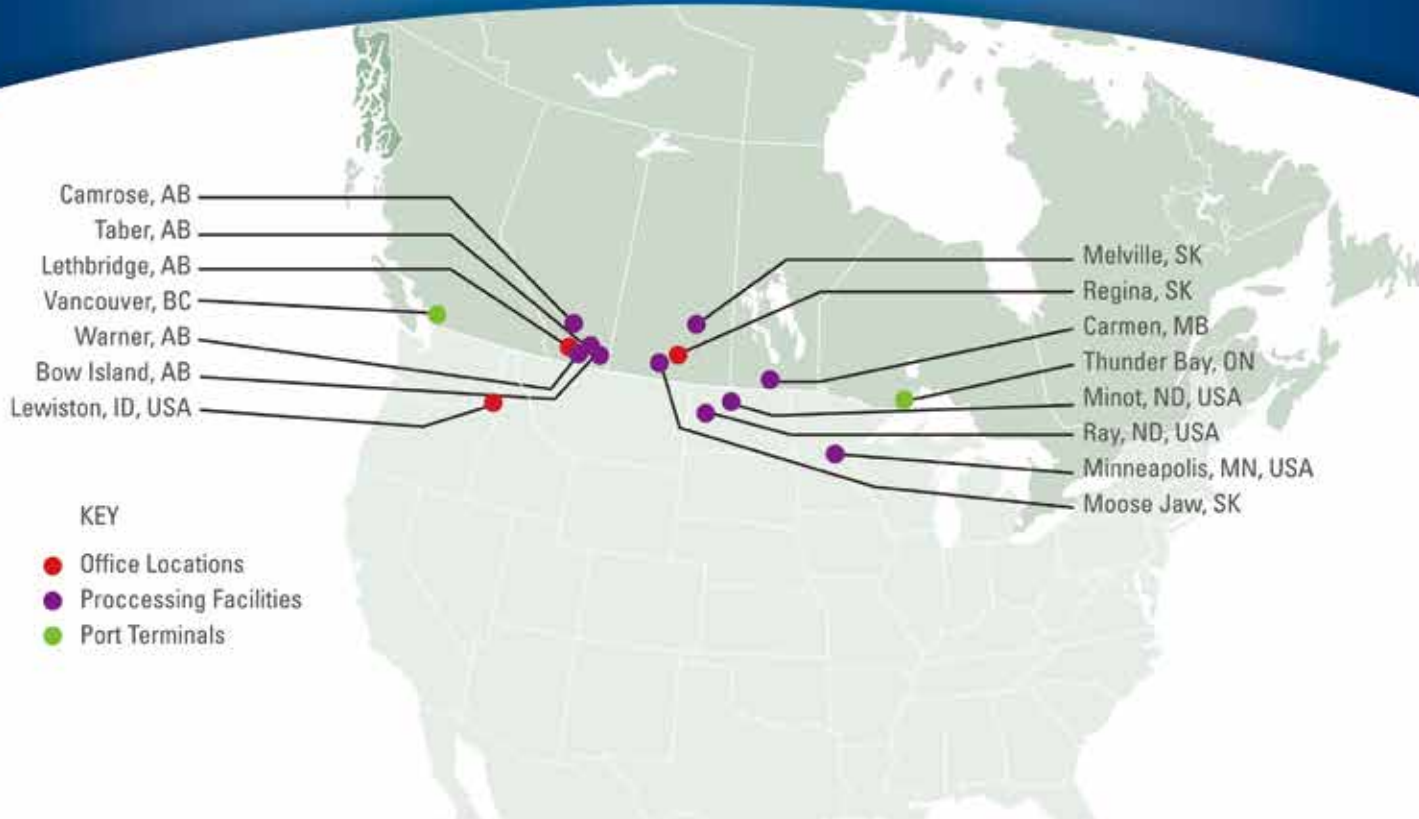 Camrose, AB
Taber, AB
Lethbridge, AB
Vancouver, BC
Warner, AB
Bow Island, AB
Lewiston, ID, USA
Melville, SK
Regina, SK
Carmen, MB
Thunder Bay, ON
Minot, ND, USA
Ray, ND, USA
Minneapolis, MN, USA
Moose Jaw, SK
KEY
Office Locations
Proccessing Facilities
Port Terminals